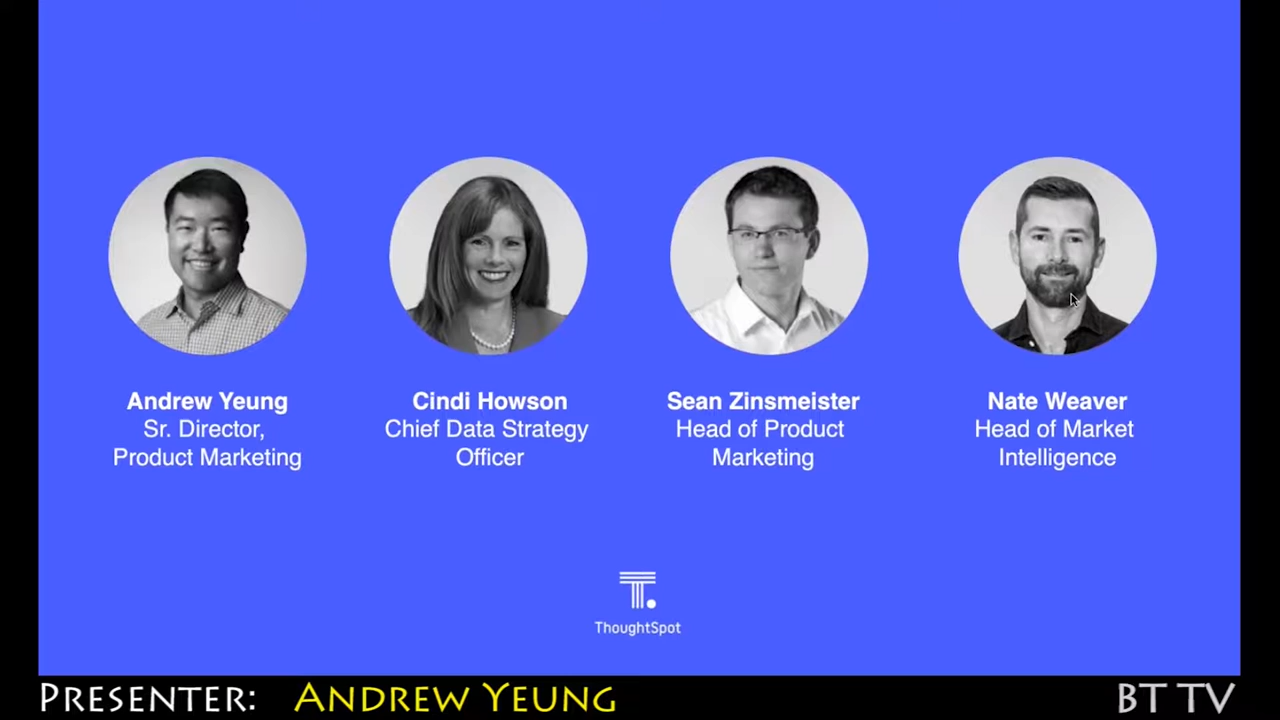 Andrew Yeung
Sr. Director,
Product Marketing
Cindi Howson
Chief Data Strategy
Officer
Sean Zinsmeister
Head of Product
Marketing
Nate Weaver
Head of Market
Intelligence
ThoughtSpot
PRESENTER: ANDREW YEUNG
BT TV